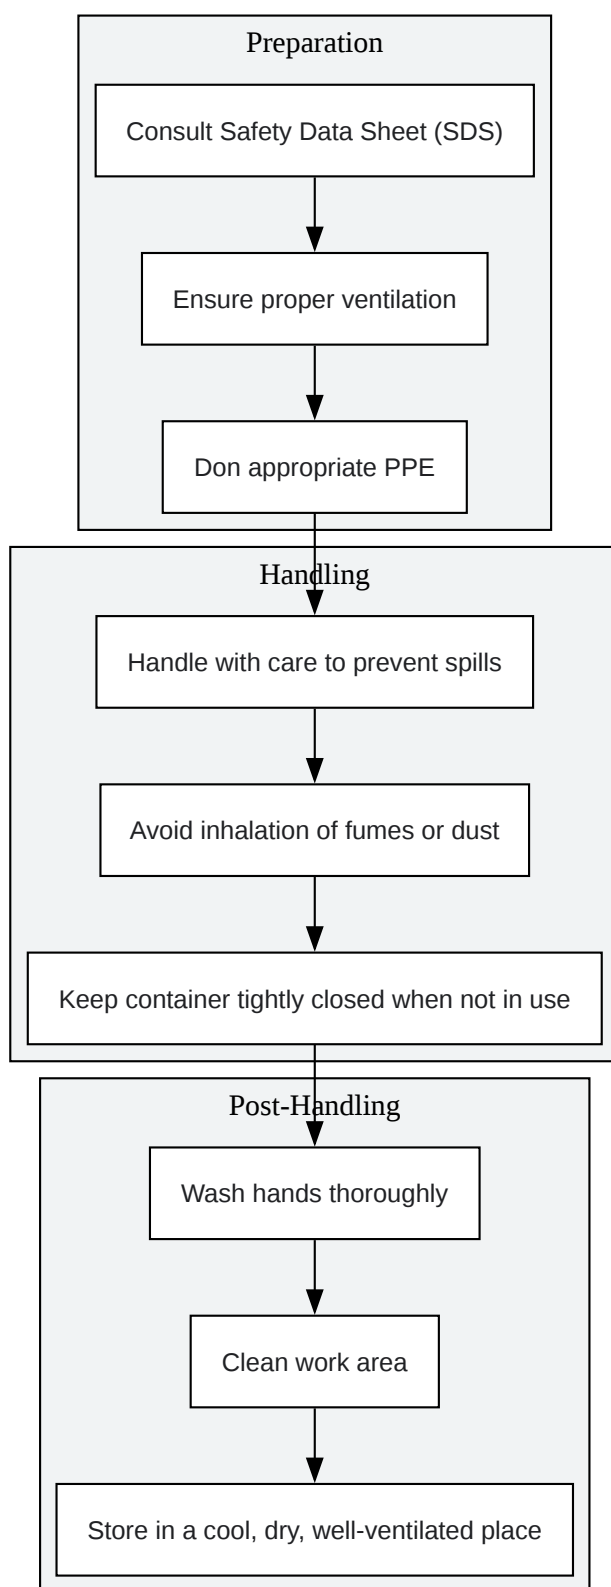 Preparation
Consult Safety Data Sheet (SDS)
Ensure proper ventilation
Don appropriate PPE
Handling
Handle with care to prevent spills
Avoid inhalation of fumes or dust
Keep container tightly closed when not in use
Post-Handling
Wash hands thoroughly
Clean work area
Store in a cool, dry, well-ventilated place